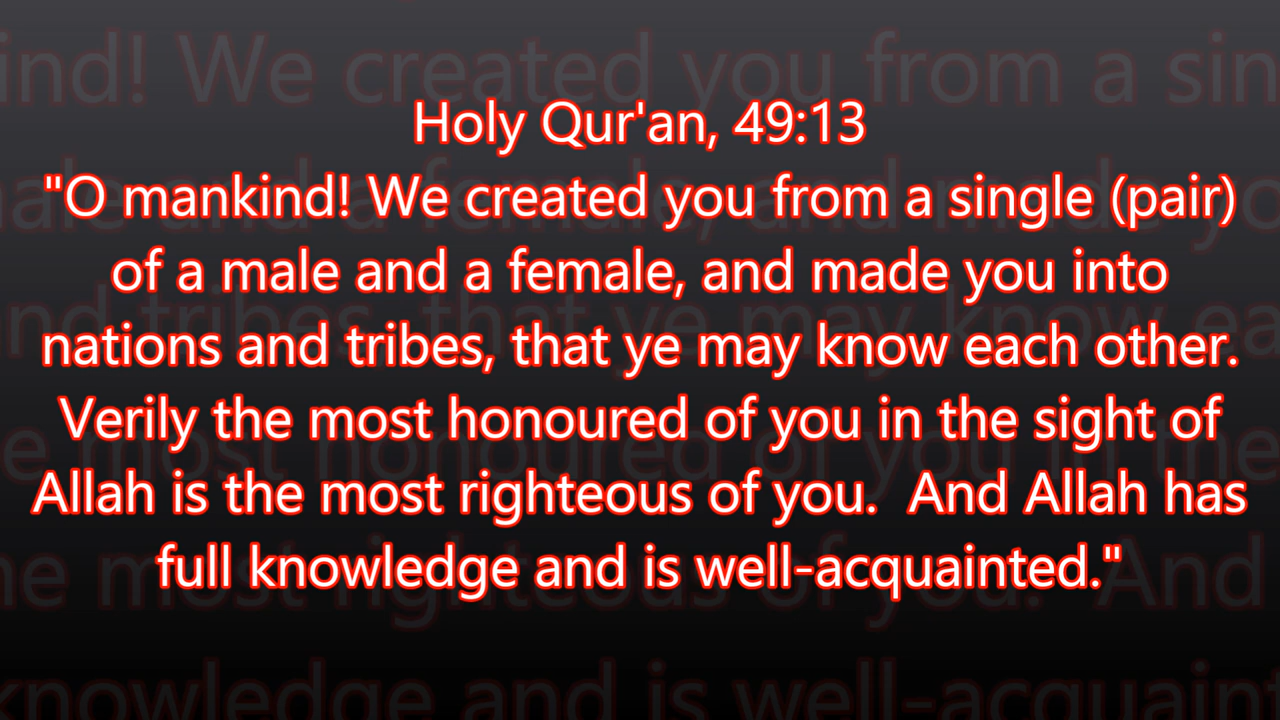 Holy Qur'an, 49:13
"O mankind! We created you from a single (pair)
of a male and a female, and made you into
nations and tribes, that ye may know each other.
Verily the most honoured of you in the sight of
Allah is the most righteous of you.  And Allah has
full knowledge and is well-acquainted."